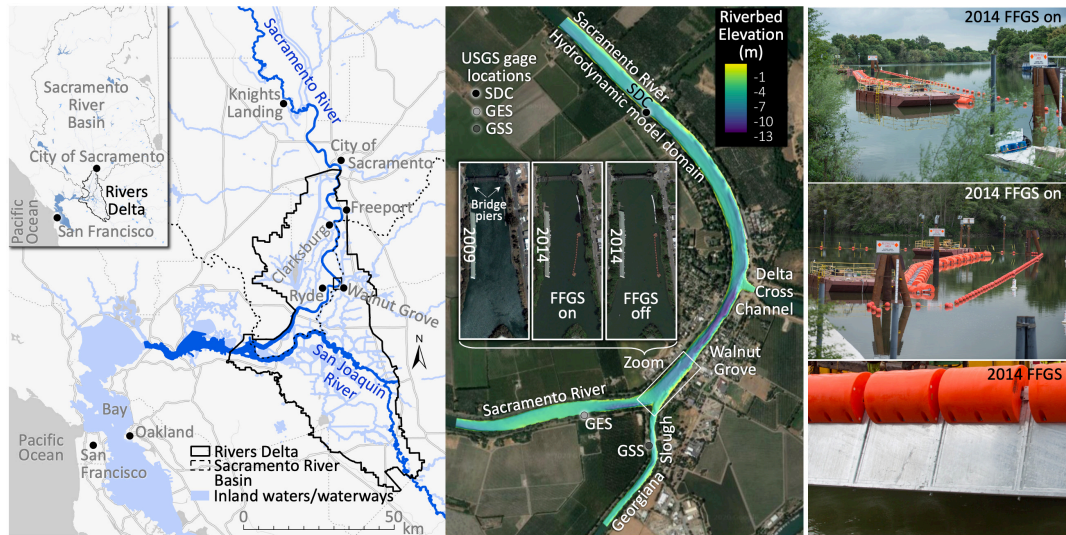 Sacramento
River
Basin
City of Sacramento
Rivers
Delta
Pacific
Ocean
San Francisco
Sacramento River
Knights
Landing
City of
Sacramento
Freeport
Clarksburg
Ryde
Walnut Grove
N
San Joaquin
River
Bay
Oakland
Pacific
Ocean
San
Francisco
Rivers Delta
Sacramento River
Basin
Inland waters/waterways
0
50
km
Sacramento River
Hydrodynamic model domain
USGS gage
locations
SDC
GES
GSS
SDC
Riverbed
Elevation
(m)
-1
-4
-7
-10
-13
Bridge
piers
2009
2014
FFGS
on
2014
FFGS
off
Zoom
Delta
Cross
Channel
Walnut
Grove
Sacramento River
GES
GSS
Georgiana Slough
2014 FFGS on
2014 FFGS on
2014 FFGS